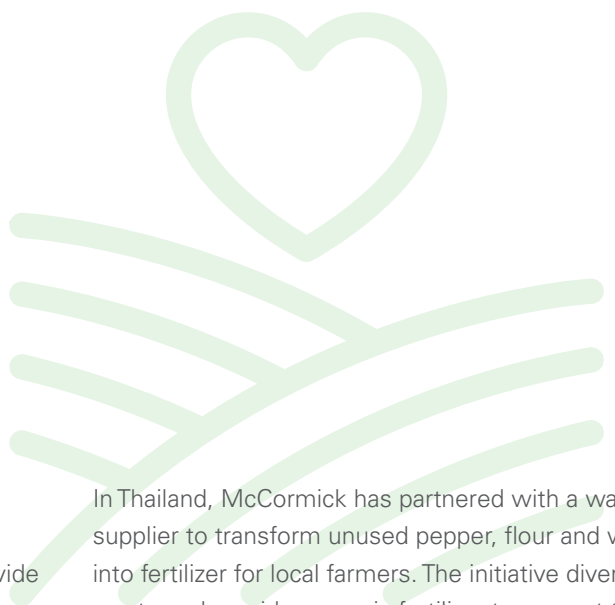 In Thailand, McCormick has partnered with a wa
supplier to transform unused pepper, flour and
vide
into fertilizer for local farmers. The initiative diver